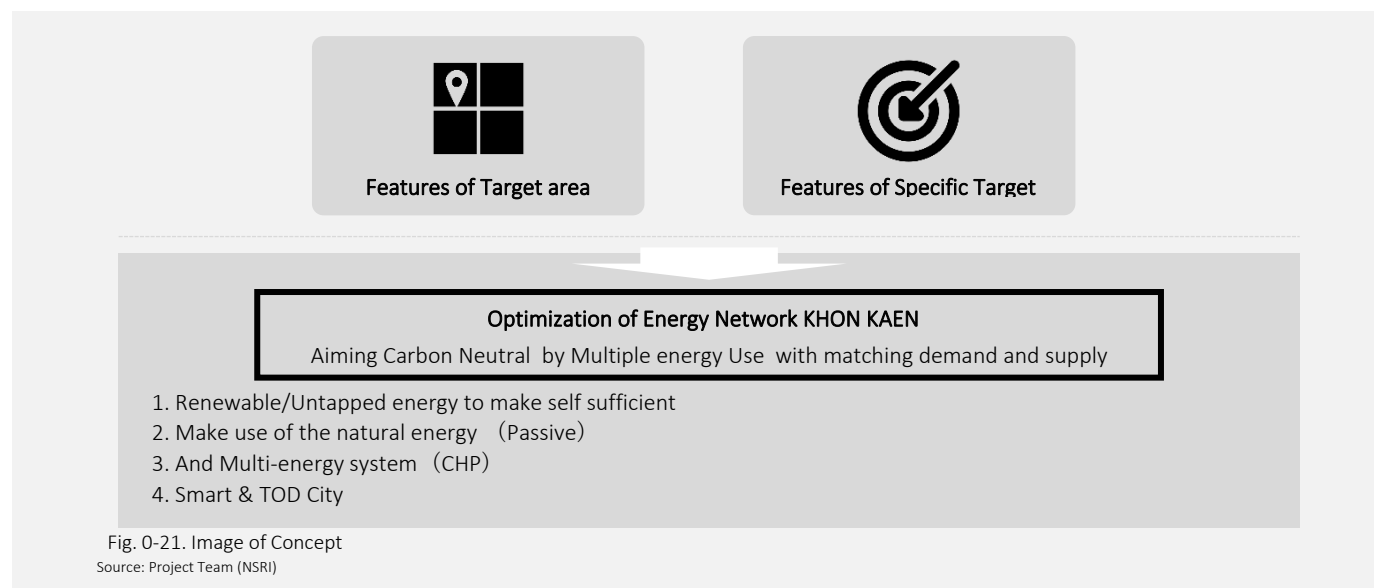 Features of Target area
Features of Specific Target
Optimization of Energy Network KHON KAEN
Aiming Carbon Neutral by Multiple energy Use with matching demand and supply
1. Renewable/Untapped energy to make self sufficient
2. Make use of the natural energy （Passive）
3. And Multi-energy system（CHP）
4. Smart & TOD City
Fig. 0-21. Image of Concept
Source: Project Team (NSRI)